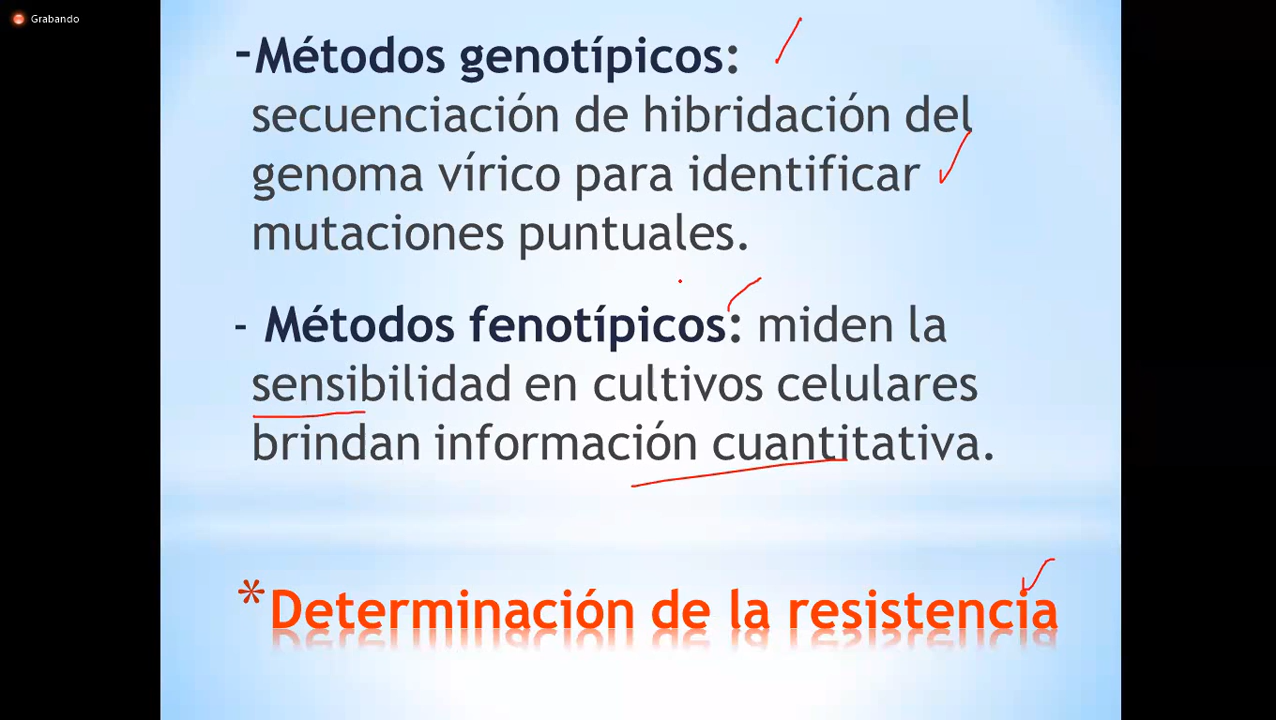 Grabando
-Métodos genotípicos:
secuenciación de hibridación del
genoma vírico para identificar
mutaciones puntuales.
- Métodos fenotípicos: miden la
sensibilidad en cultivos celulares
brindan información cuantitativa.
*Determinación de la resistencia